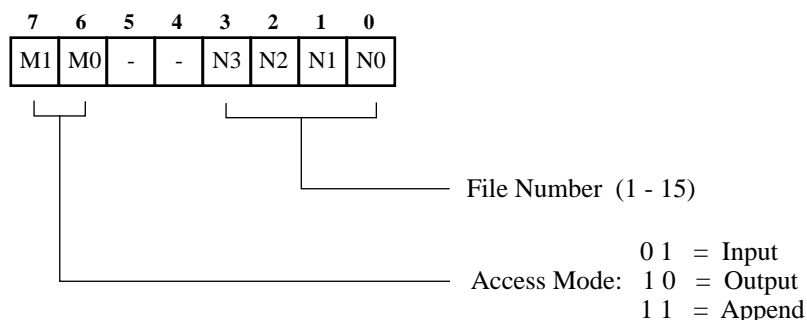 7 6 5 4 3 2 1 0
M1 M0 - - N3 N2 N1 N0
File Number (1 - 15)
0 1 = Input
Access Mode: 1 0 = Output
1 1 = Append